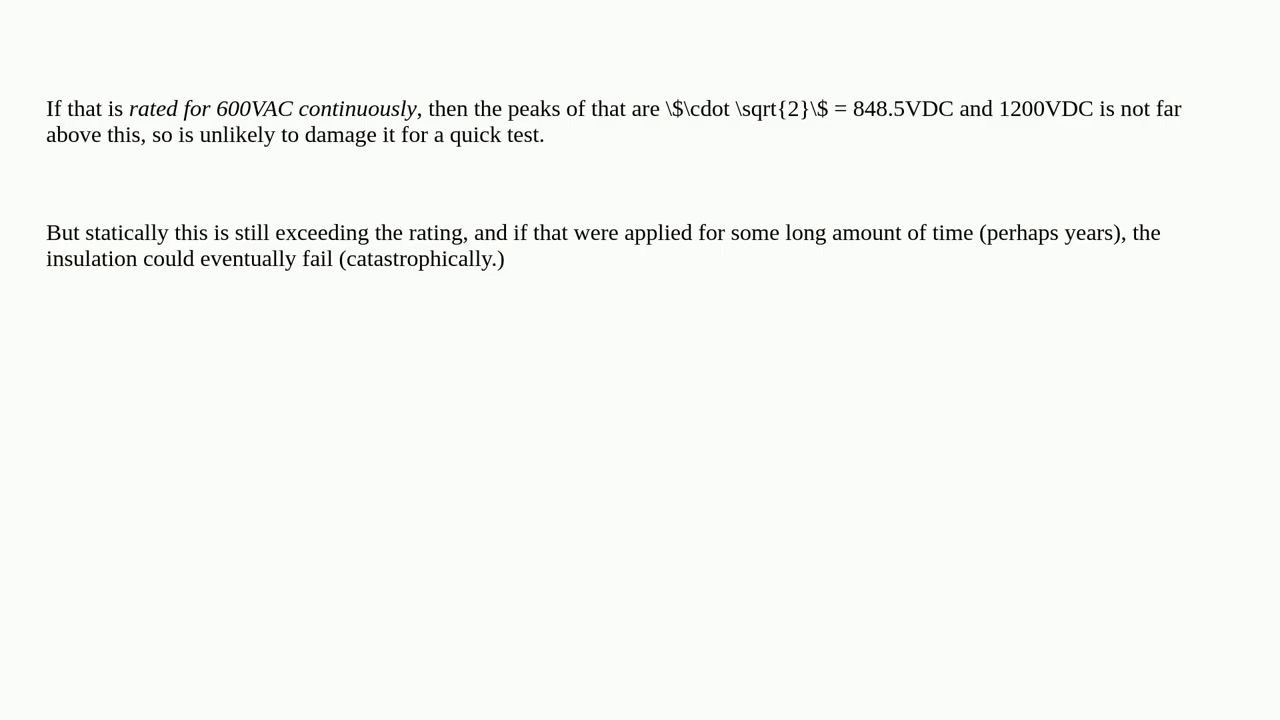 If that is rated for 600VAC continuously, then the peaks of that are \$\cdot \sqrt{2}\$ = 848.5VDC and 1200VDC is not far
above this, so is unlikely to damage it for a quick test.
But statically this is still exceeding the rating, and if that were applied for some long amount of time (perhaps years), the
insulation could eventually fail (catastrophically.)